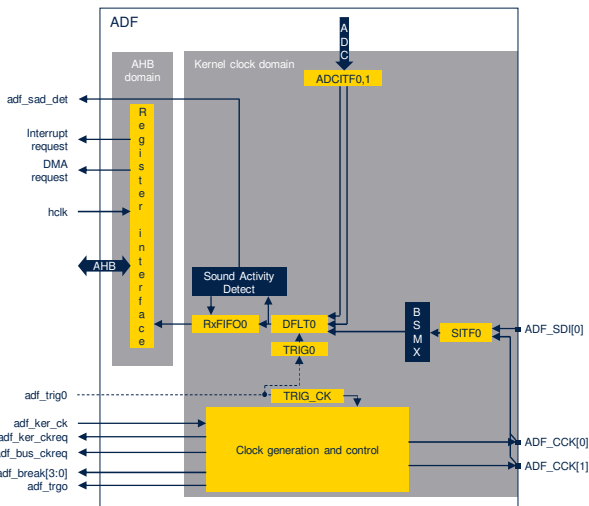 ADF
ADC
AHB
domain
Kernel clock domain
ADCITF0,1
adf_sad_det
Register interface
Interrupt
request
DMA
request
hclk
AHB
Sound Activity
Detect
BSMX
RxFIFO0
DFLT0
SITF0
ADF_SDI[0]
TRIG0
adf_trig0
TRIG_CK
adf_ker_ck
adf_ker_ckreq
adf_bus_ckreq
adf_break[3:0]
adf_trgo
Clock generation and control
ADF_CCK[0]
ADF_CCK[1]